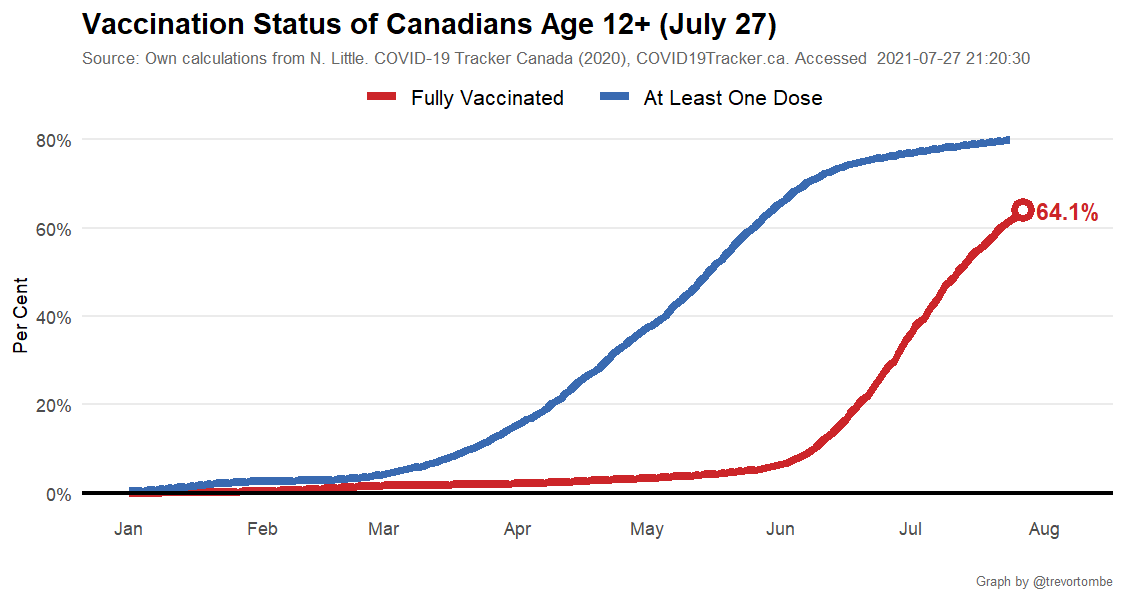 Vaccination Status of Canadians Age 12+ (July 27)
Source: Own calculations from N. Little. COVID-19 Tracker Canada (2020), COVID19Tracker.ca. Accessed  2021-07-27 21:20:30
Fully Vaccinated At Least One Dose
80%
64.1%
60%
Per Cent
40%
20%
0%
Jan Feb Mar Apr May Jun Jul Aug
Graph by @trevortombe